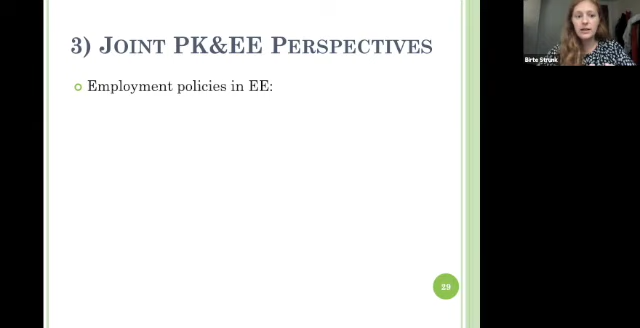 3) JOINT PK&EE PERSPECTIVES
Employment policies in EE:
29
Birte Strunk